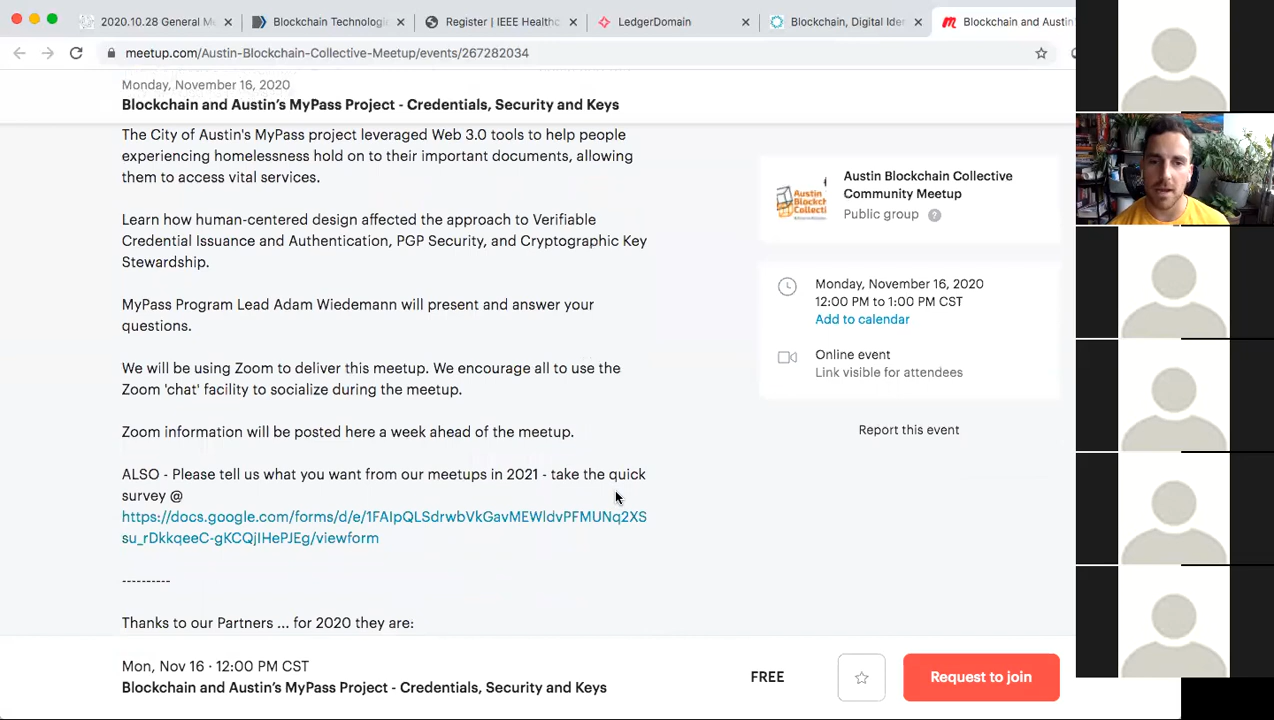 2020.10.28 General M
Blockchain Technologi
Register | IEEE Healthc
LedgerDomain
Blockchain, Digital Ide
Blockchain and Austin'
meetup.com/Austin-Blockchain-Collective-Meetup/events/267282034
Monday, November 16, 2020
Blockchain and Austin’s MyPass Project - Credentials, Security and Keys
The City of Austin's MyPass project leveraged Web 3.0 tools to help people
experiencing homelessness hold on to their important documents, allowing
them to access vital services.
Learn how human-centered design affected the approach to Verifiable
Credential Issuance and Authentication, PGP Security, and Cryptographic Key
Stewardship.
MyPass Program Lead Adam Wiedemann will present and answer your
questions.
We will be using Zoom to deliver this meetup. We encourage all to use the
Zoom 'chat' facility to socialize during the meetup.
Zoom information will be posted here a week ahead of the meetup.
ALSO - Please tell us what you want from our meetups in 2021 - take the quick
survey @
https://docs.google.com/forms/d/e/1FAIpQLSdrwbVkGavMEWldvPFMUNq2XS
su_rDkkqeeC-gKCQjIHePJEg/viewform
----------
Thanks to our Partners ... for 2020 they are:
Austin
Blockch
Collecti
Austin Blockchain Collective
Community Meetup
Public group ?
Monday, November 16, 2020
12:00 PM to 1:00 PM CST
Add to calendar
Online event
Link visible for attendees
Report this event
Mon, Nov 16 · 12:00 PM CST
Blockchain and Austin’s MyPass Project - Credentials, Security and Keys
FREE
Request to join